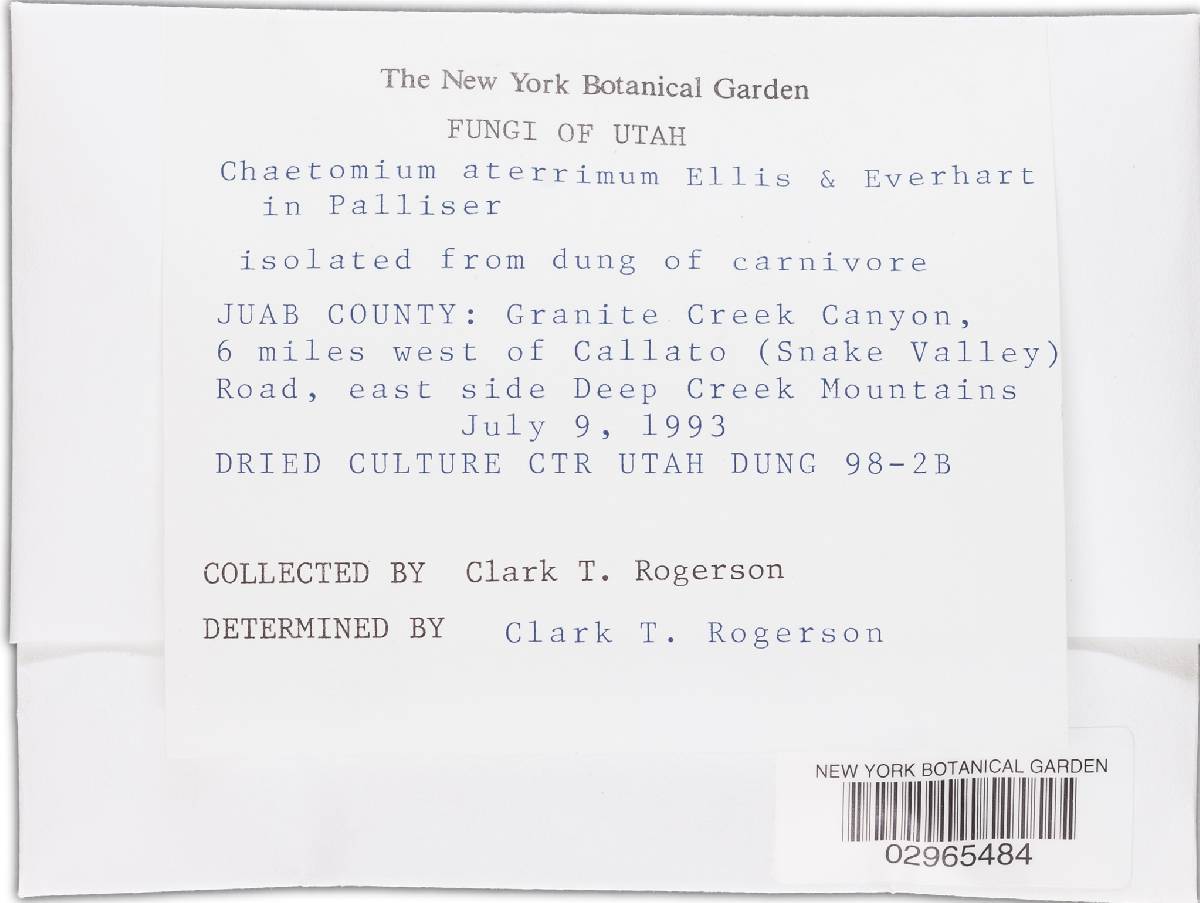 The New York Botanical Garden
FUNGI OF UTAH
Chaetomium aterrimum Ellis & Everhart
in Palliser
isolated from dung of carnivore
JUAB COUNTY: Granite Creek Canyon,
6 miles west of Callato (Snake Valley)
Road, east side Deep Creek Mountains
July 9, 1993
DRIED CULTURE CTR UTAH DUNG 98-2B
COLLECTED BY Clark T. Rogerson
DETERMINED BY Clark T. Rogerson
NEW YORK BOTANICAL GARDEN
02965484